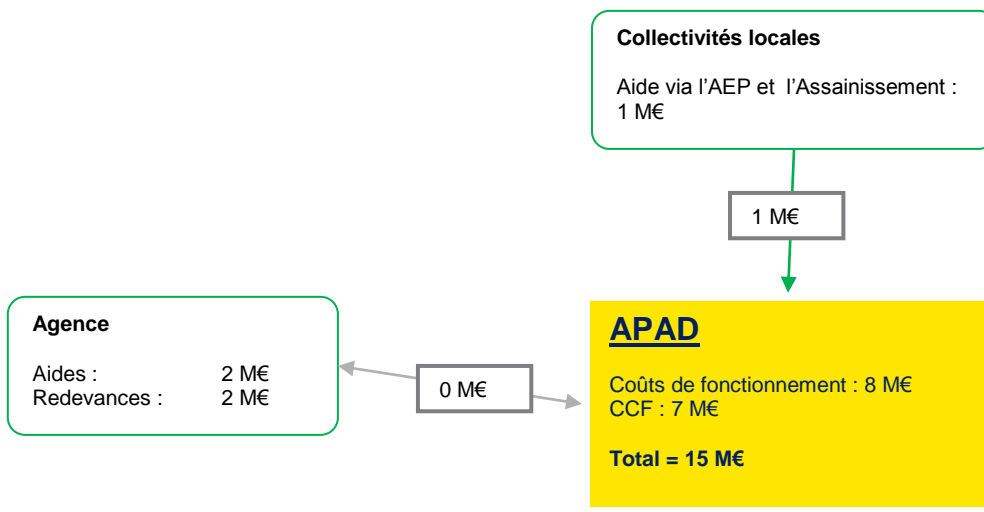 Collectivités locales
Aide via l'AEP et l'Assainissement :
1 M€
1 M€
Agence
Aides : 2 M€
Redevances : 2 M€
0 M€
APAD
Coûts de fonctionnement : 8 M€
CCF : 7 M€
Total = 15 M€